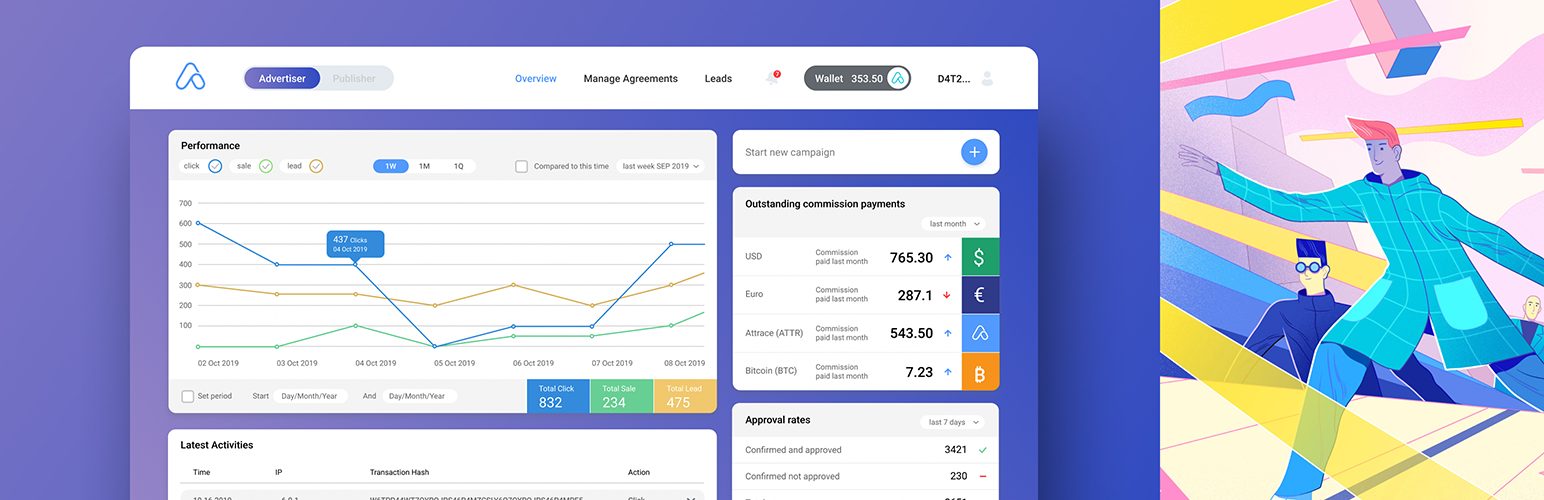 Advertiser
Publisher
Overview
Manage Agreements
Leads
7
Wallet 353.50
D4T2...
Performance
click
sale
lead
1W
1M
1Q
Compared to this time
last week SEP 2019
700
600
500
400
300
200
100
437 Clicks
04 Oct 2019
02 Oct 2019
03 Oct 2019
04 Oct 2019
05 Oct 2019
06 Oct 2019
07 Oct 2019
08 Oct 2019
Set period
Start
Day/Month/Year
And
Day/Month/Year
Total Click
832
Total Sale
234
Total Lead
475
Latest Activities
Time
IP
Transaction Hash
Action
Start new campaign
Outstanding commission payments
last month
USD
Commission
paid last month
765.30
$
Euro
Commission
paid last month
287.1
€
Attrace (ATTR)
Commission
paid last month
543.50
Bitcoin (BTC)
Commission
paid last month
7.23
Approval rates
last 7 days
Confirmed and approved
3421
Confirmed not approved
230